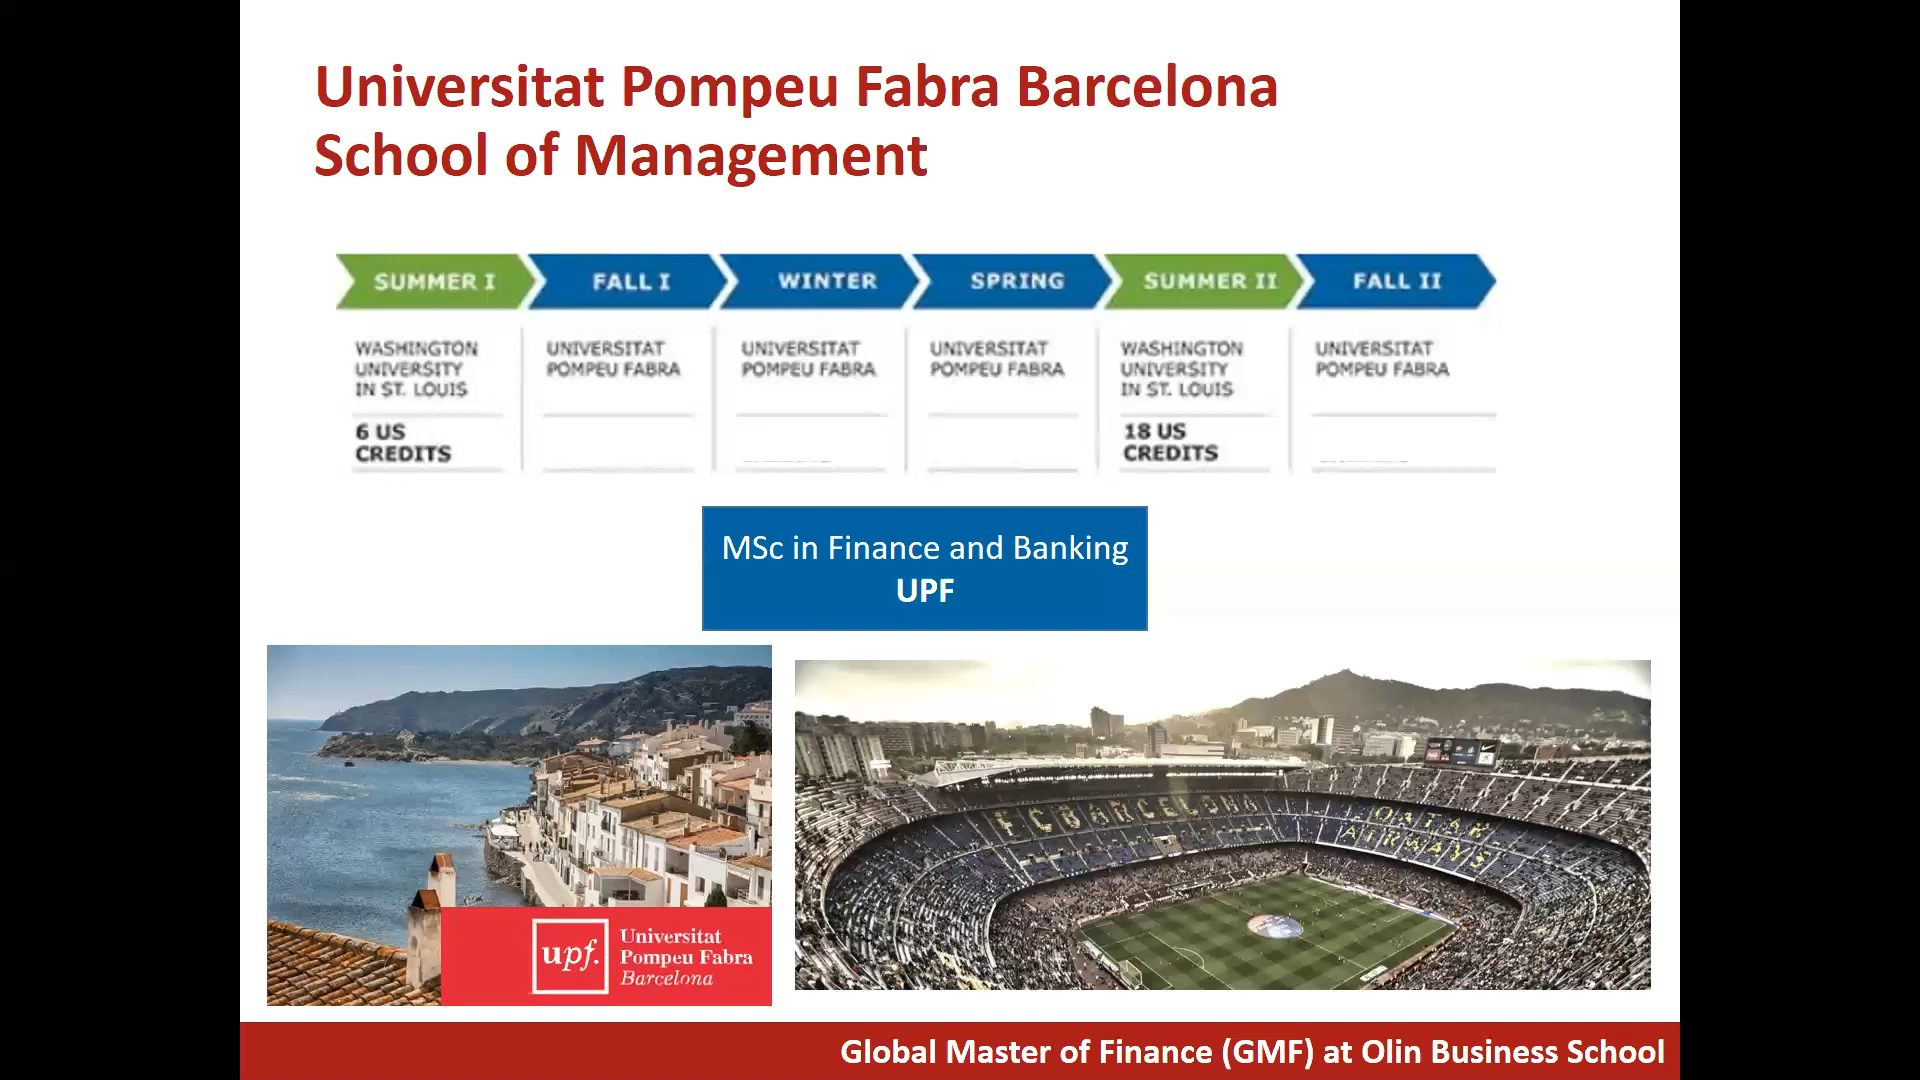 Universitat Pompeu Fabra Barcelona
School of Management
SUMMER I
FALL I
WINTER
SPRING
SUMMER II
FALL II
WASHINGTON
UNIVERSITY
IN ST. LOUIS
UNIVERSITAT
POMPEU FABRA
UNIVERSITAT
POMPEU FABRA
UNIVERSITAT
POMPEU FABRA
WASHINGTON
UNIVERSITY
IN ST. LOUIS
UNIVERSITAT
POMPEU FABRA
6 US
CREDITS
18 US
CREDITS
MSc in Finance and Banking
UPF
FC BARCELONA
QATAR
AIRWAYS
upf.
Universitat
Pompeu Fabra
Barcelona
Global Master of Finance (GMF) at Olin Business School